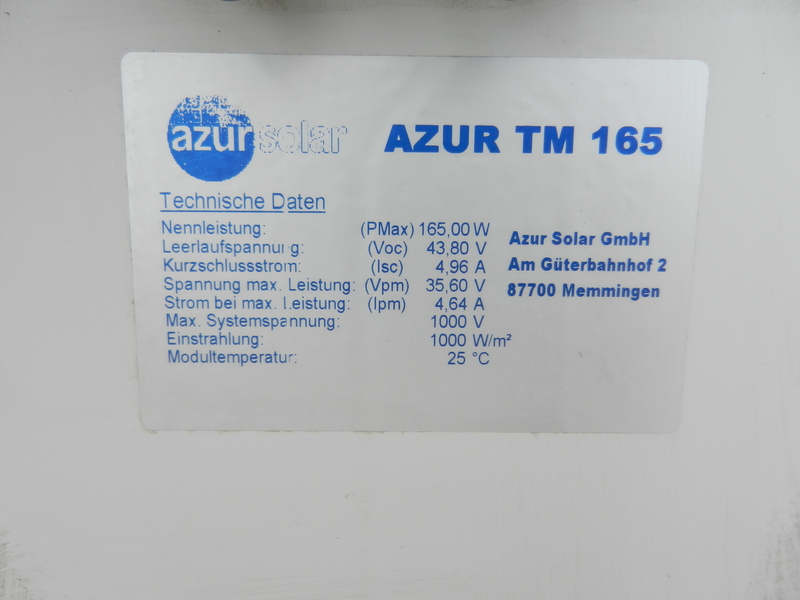 azur solar
AZUR TM 165
Technische Daten
Nennleistung: (PMax) 165,00 W
Leerlaufspannung: (Voc) 43,80 V
Kurzschlussstrom: (Isc) 4,96 A
Spannung max. Leistung: (Vpm) 35,60 V
Strom bei max. Leistung: (Ipm) 4,64 A
Max. Systemspannung: 1000 V
Einstrahlung: 1000 W/m²
Modultemperatur: 25 °C
Azur Solar GmbH
Am Güterbahnhof 2
87700 Memmingen